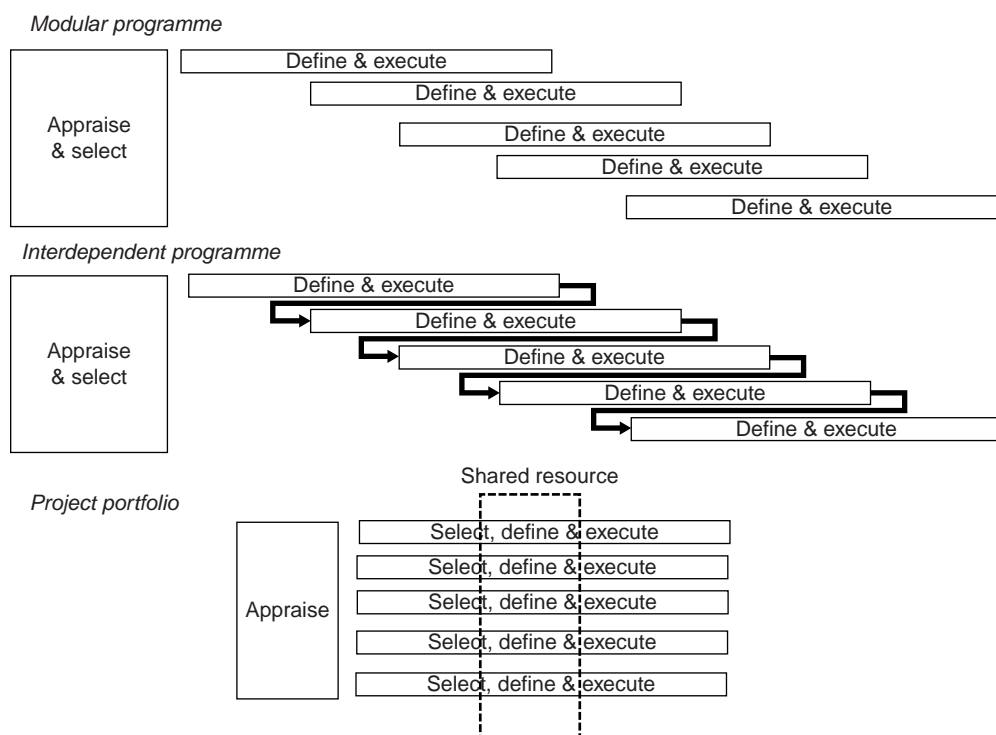 Modular programme
Appraise
& select
Define & execute
Define & execute
Define & execute
Define & execute
Define & execute
Interdependent programme
Appraise
& select
Define & execute
Define & execute
Define & execute
Define & execute
Define & execute
Project portfolio
Shared resource
Appraise
Select, define & execute
Select, define & execute
Select, define & execute
Select, define & execute
Select, define & execute